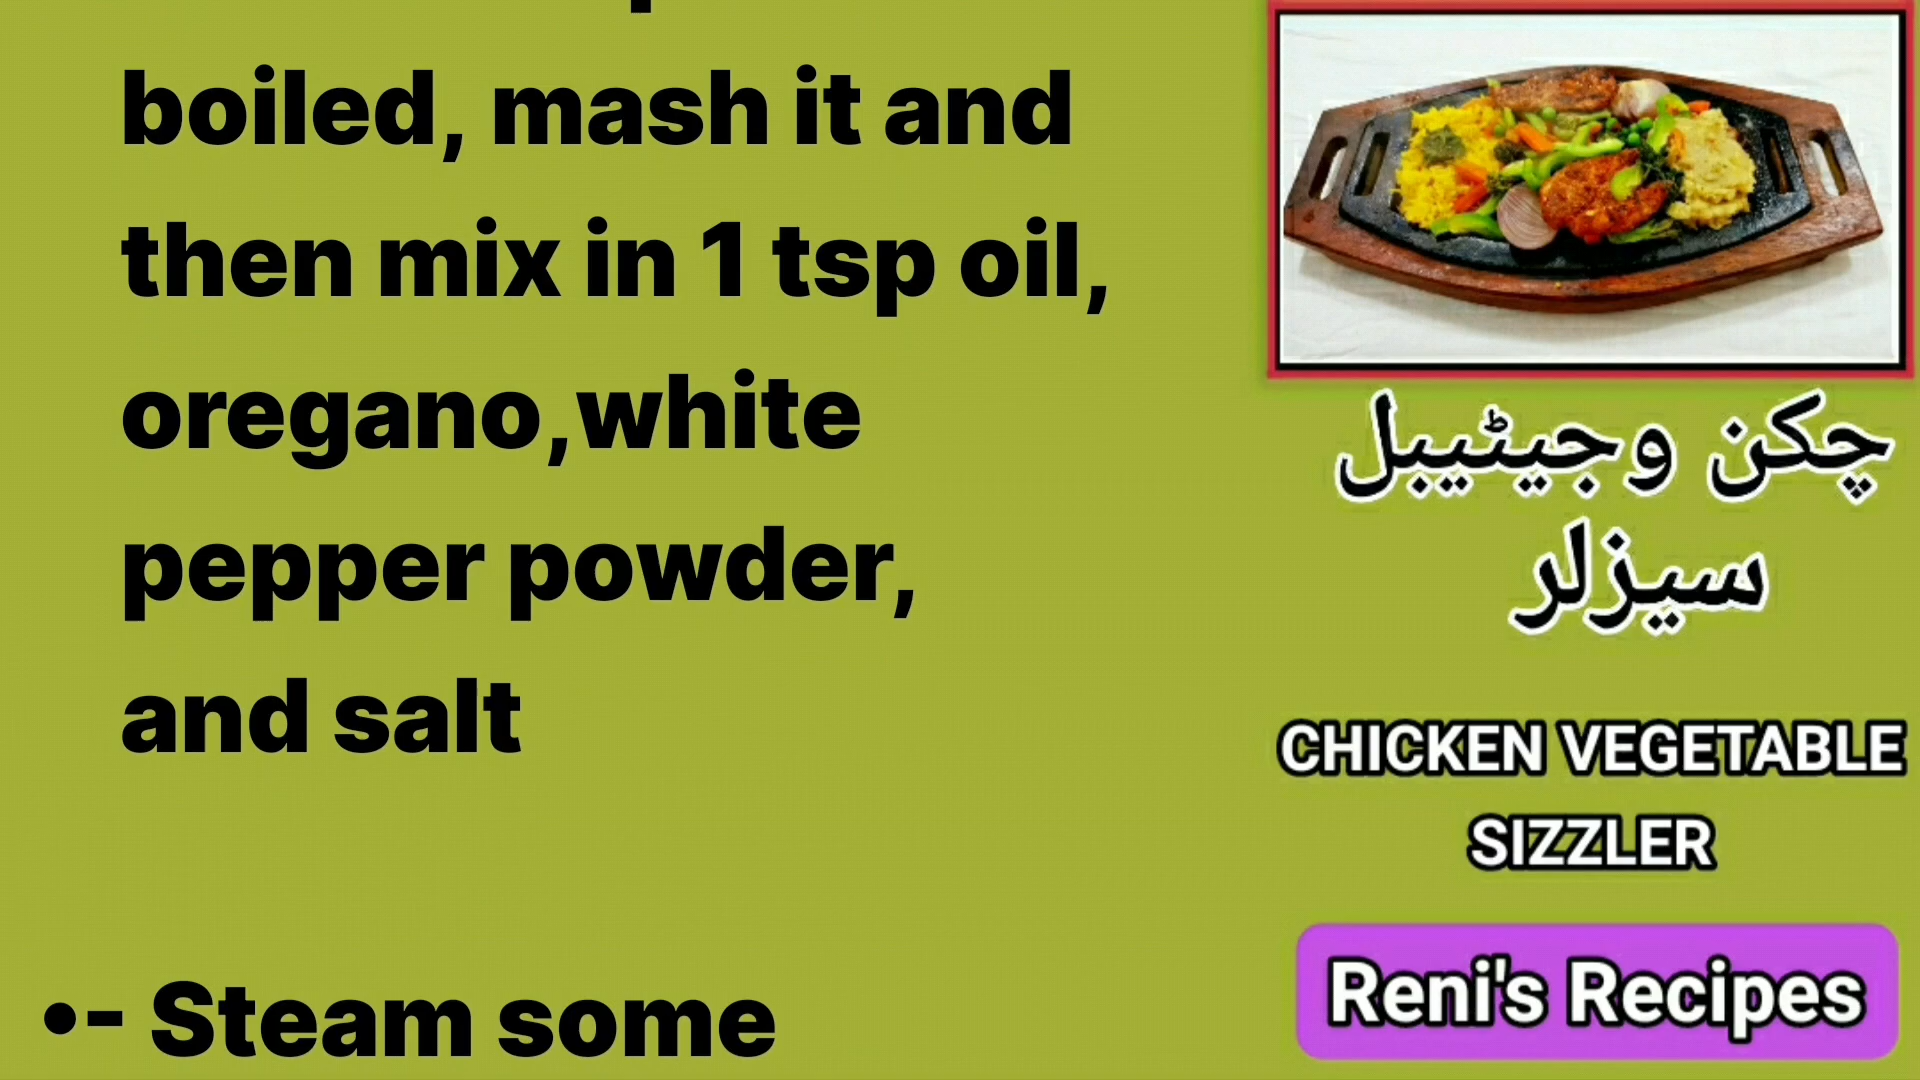 boiled, mash it and
then mix in 1 tsp oil,
oregano,white
pepper powder,
and salt
•- Steam some
چکن وجیٹیبل
سیزلر
CHICKEN VEGETABLE
SIZZLER
Reni's Recipes